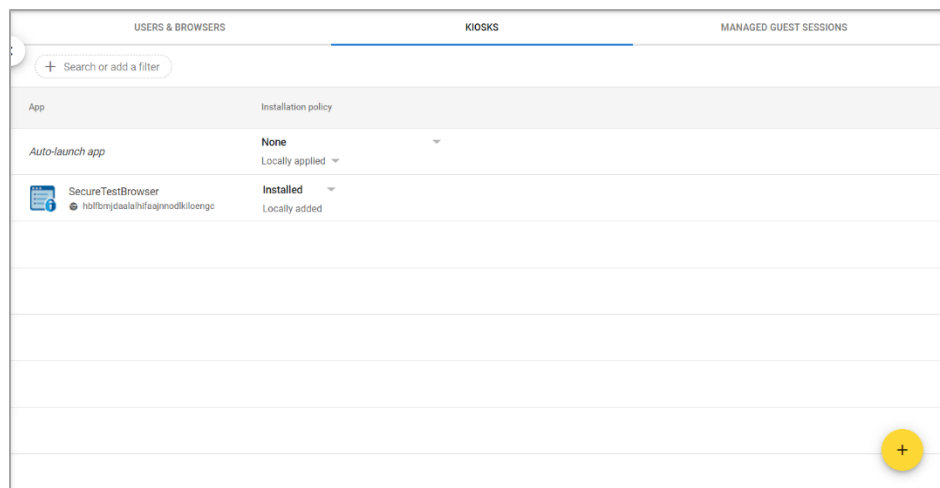 USERS & BROWSERS KIOSKS MANAGED GUEST SESSIONS
+ Search or add a filter
App Installation policy
Auto-launch app None
Locally applied
SecureTestBrowser Installed
hblfbmjdaalalhifaajnnodlkiloengc Locally added
+